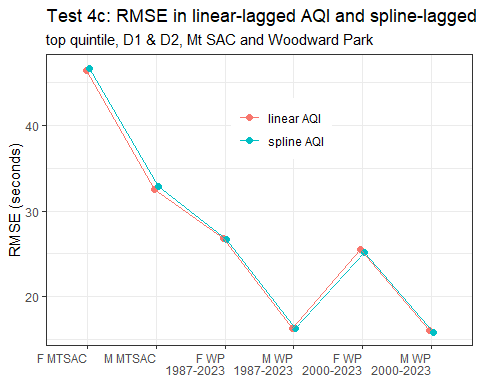 Test 4c: RMSE in linear-lagged AQI and spline-lagged
top quintile, D1 & D2, Mt SAC and Woodward Park
linear AQI
spline AQI
RMSE (seconds)
40
30
20
F MTSAC
M MTSAC
F WP
1987-2023
M WP
1987-2023
F WP
2000-2023
M WP
2000-2023